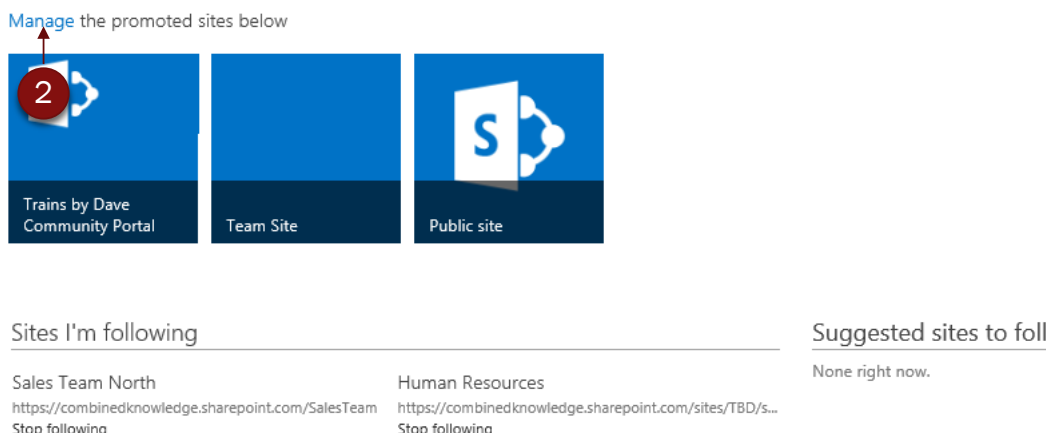 Manage the promoted sites below
2
S
Trains by Dave
Community Portal
Team Site
Public site
Sites I'm following
Suggested sites to foll
Sales Team North
Human Resources
None right now.
https://combinedknowledge.sharepoint.com/SalesTeam
https://combinedknowledge.sharepoint.com/sites/TBD/s...
Stop following
Stop following